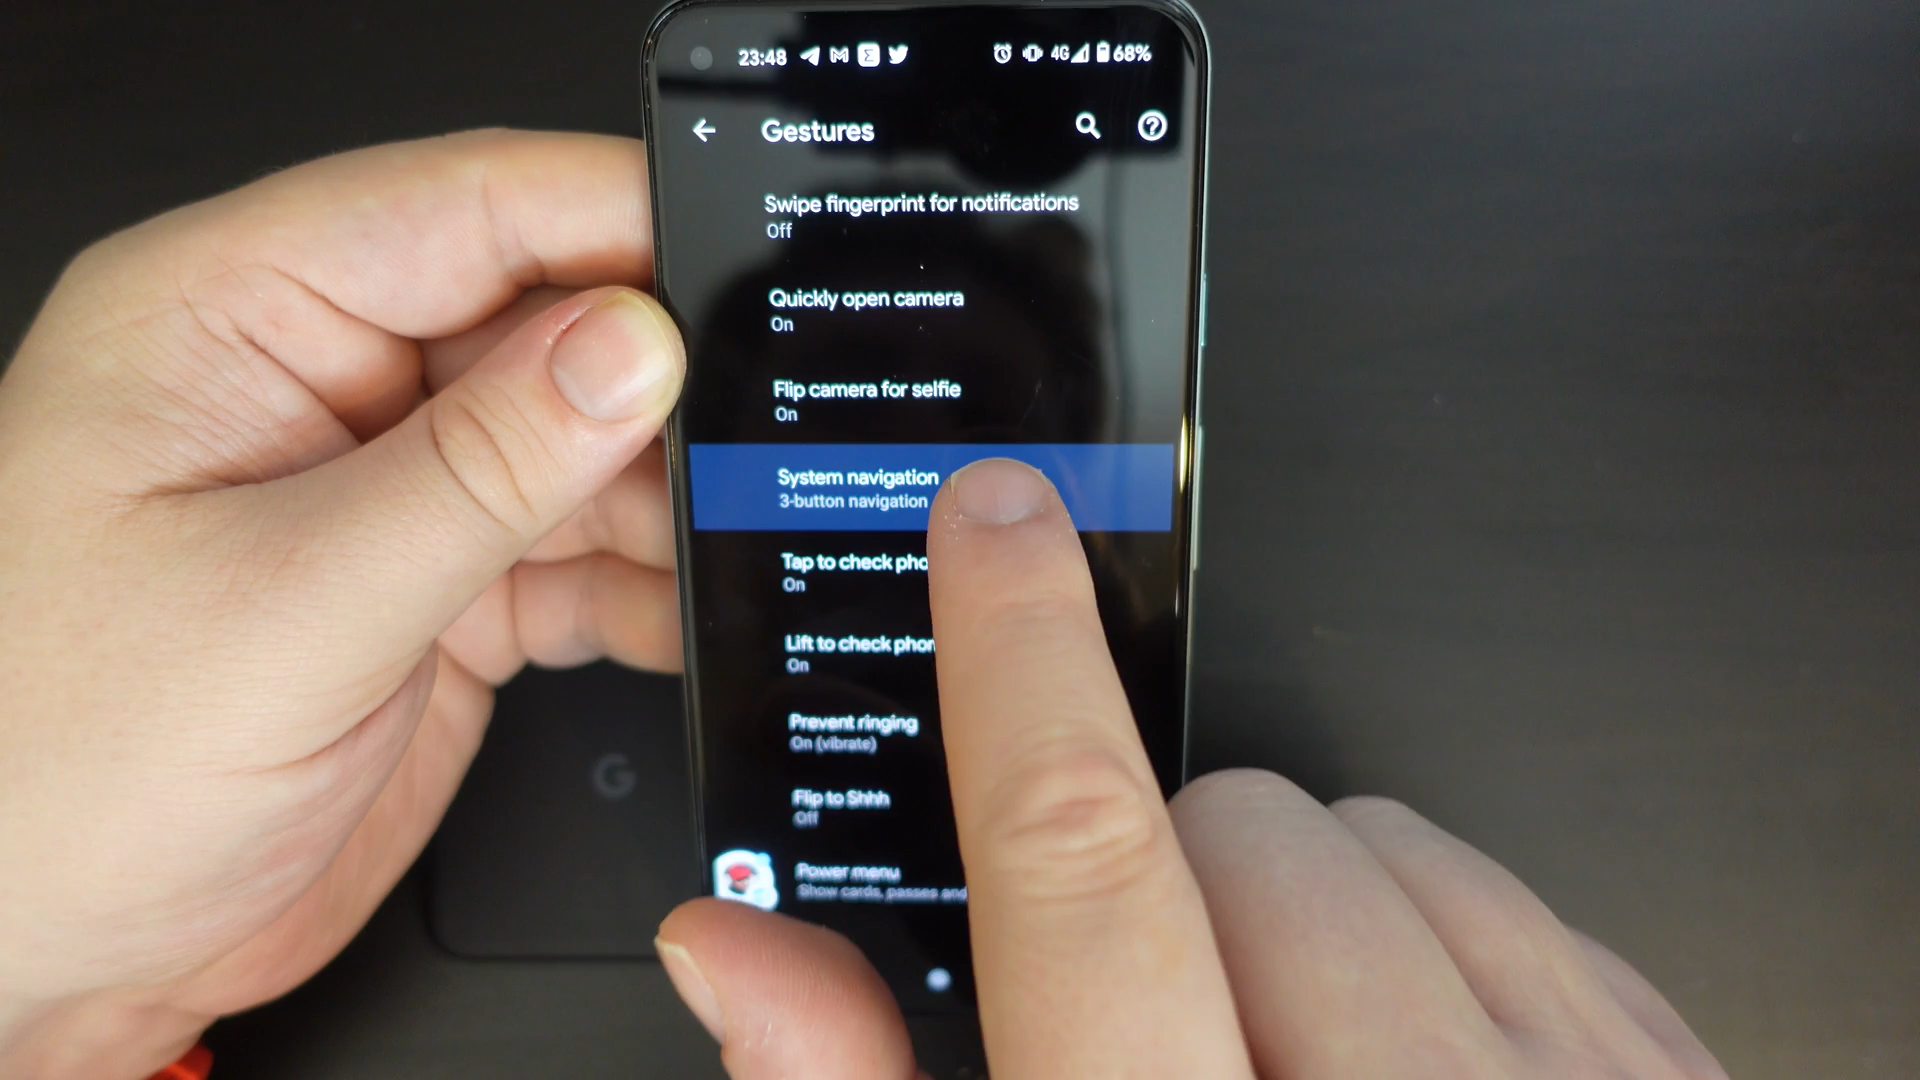 23:48 4G 68%
Gestures
Swipe fingerprint for notifications
Off
Quickly open camera
On
Flip camera for selfie
On
System navigation
3-button navigation
Tap to check pho
On
Lift to check phon
On
Prevent ringing
On (vibrate)
Flip to Shhh
Off
Power menu
Show cards, passes and
G